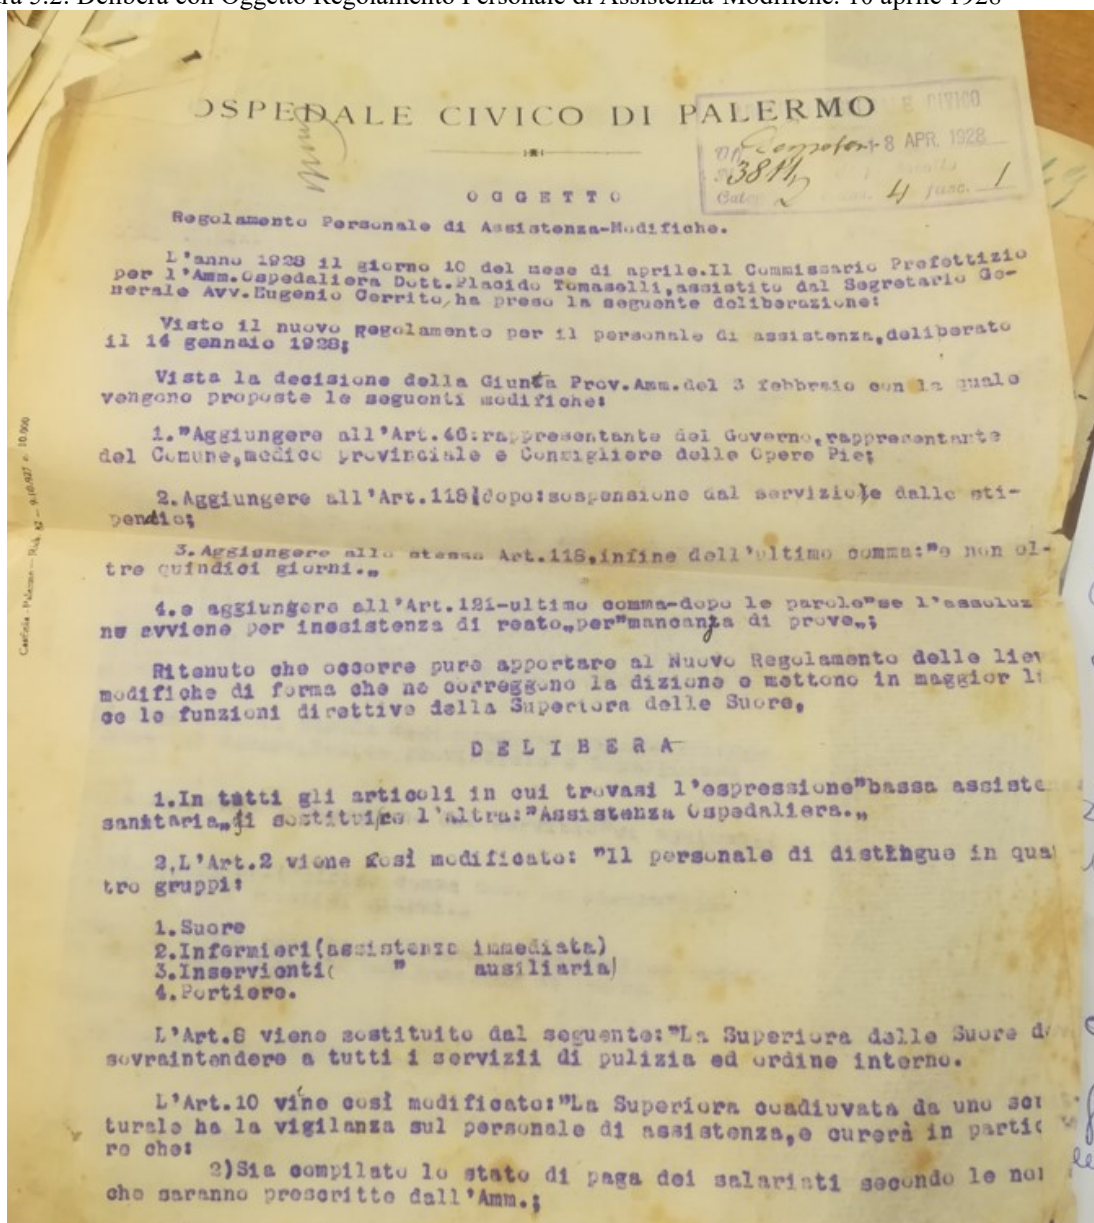 ra 5.2. Delibera con Oggetto Regolamento Personale di Assistenza-Modifiche. 10 aprile 1928
OSPEDALE CIVICO DI PALERMO
E CIVICO
8 APR. 1928
3811
4 fasc. 1
OGGETTO
Regolamento Personale di Assistenza-Modifiche.
L'anno 1928 il giorno 10 del mese di aprile.Il Commissario Prefettizio
per l'Amm.Ospedaliera Dott.Placido Tomaselli,assistito dal Segretario Ge-
nerale Avv.Eugenio Cerrito,ha preso la seguente deliberazione:
Visto il nuovo Regolamento per il personale di assistenza,deliberato
il 14 gennaio 1928;
Vista la decisione della Giunta Prov.Amm.del 3 febbraio con la quale
vengono proposte le seguenti modifiche:
1."Aggiungere all'Art.46:rappresentante del Governo,rappresentante
del Comune,medico provinciale e Consigliere delle Opere Pie;
2.Aggiungere all'Art.118(dopo:sospensione dal servizio)e dallo sti-
pendio;
3.Aggiungere allo stesso Art.118,infine dell'ultimo comma:"e non ol-
tre quindici giorni.„
4.e aggiungere all'Art.121-ultimo comma-dopo le parole"se l'assoluz
ne avviene per inesistenza di reato„per"mancanza di prove„;
Ritenuto che occorre pure apportare al Nuovo Regolamento delle liev
modifiche di forma che ne correggono la dizione e mettono in maggior lu
ce le funzioni direttive della Superiora delle Suore,
DELIBERA
1.In tutti gli articoli in cui trovasi l'espressione"bassa assiste
sanitaria„si sostituire l'altra:"Assistenza Ospedaliera.„
2.L'Art.2 viene così modificato: "Il personale di distingue in qua
tro gruppi:
1.Suore
2.Infermieri(assistenza immediata)
3.Inservienti( " ausiliaria)
4.Portiere.
L'Art.8 viene sostituito dal seguente:"La Superiora delle Suore de
sovraintendere a tutti i servizii di pulizia ed ordine interno.
L'Art.10 vine così modificato:"La Superiora coadiuvata da uno scr
turale ha la vigilanza sul personale di assistenza,e curerà in partic
re che:
2)Sia compilato lo stato di paga dei salariati secondo le nor
che saranno prescritte dall'Amm.;